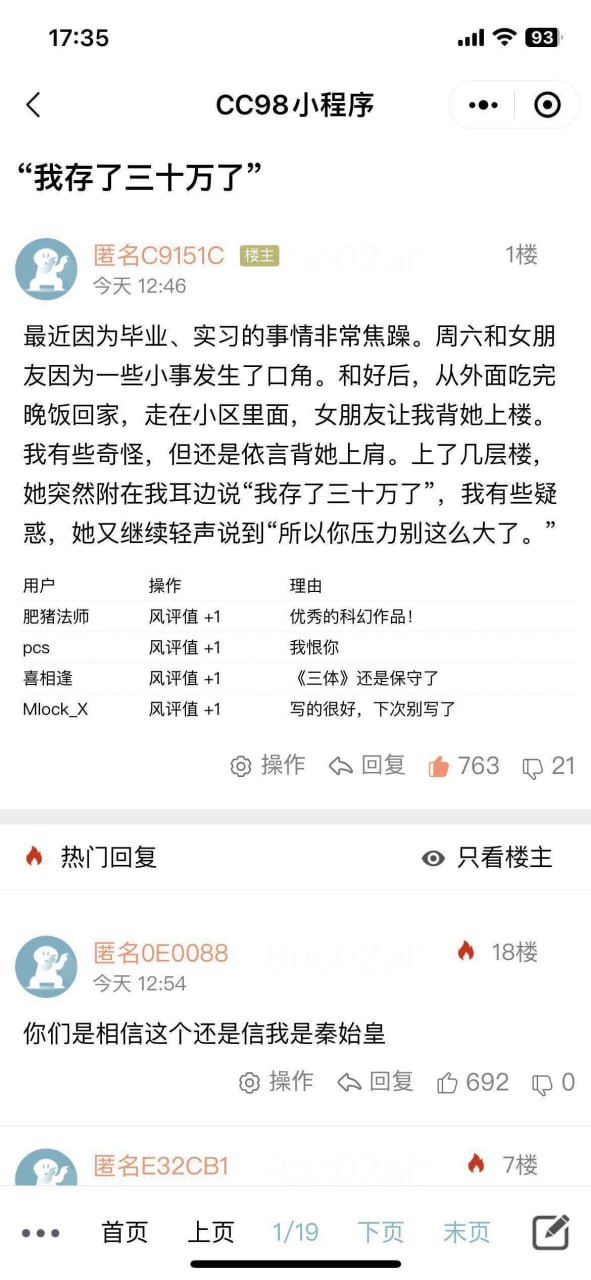 17:35
93
CC98小程序
“我存了三十万了”
匿名C9151C 楼主 1楼
今天 12:46
最近因为毕业、实习的事情非常焦躁。周六和女朋
友因为一些小事发生了口角。和好后，从外面吃完
晚饭回家，走在小区里面，女朋友让我背她上楼。
我有些奇怪，但还是依言背她上肩。上了几层楼，
她突然附在我耳边说“我存了三十万了”，我有些疑
惑，她又继续轻声说到“所以你压力别这么大了。”
用户 操作 理由
肥猪法师 风评值 +1 优秀的科幻作品！
pcs 风评值 +1 我恨你
喜相逢 风评值 +1 《三体》还是保守了
Mlock_X 风评值 +1 写的很好，下次别写了
操作 回复 763 21
热门回复 只看楼主
匿名0E0088 18楼
今天 12:54
你们是相信这个还是信我是秦始皇
操作 回复 692 0
匿名E32CB1 7楼
首页 上页 1/19 下页 末页